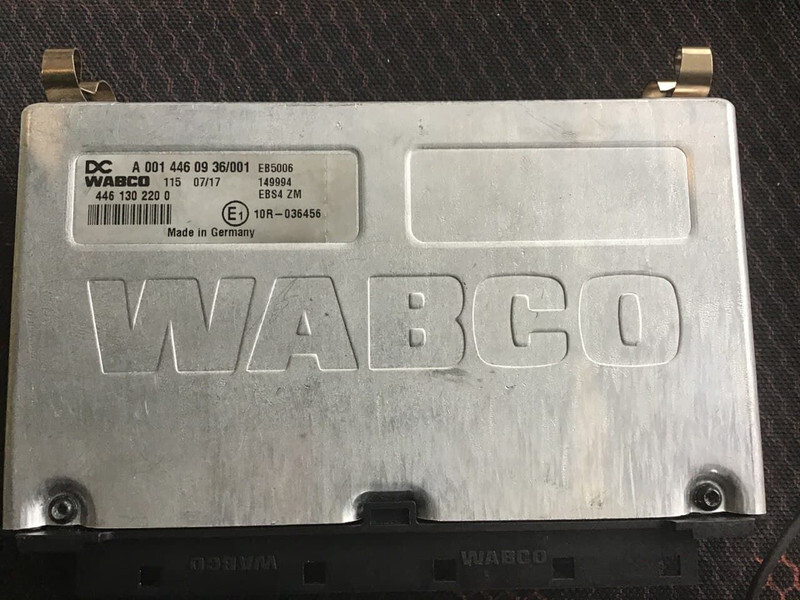 DC A 001 446 09 36/001 EB5006
WABCO 115 07/17 149994
446 130 220 0 EBS4 ZM
E1 10R-036456
Made in Germany
WABCO
WABCO WABCO